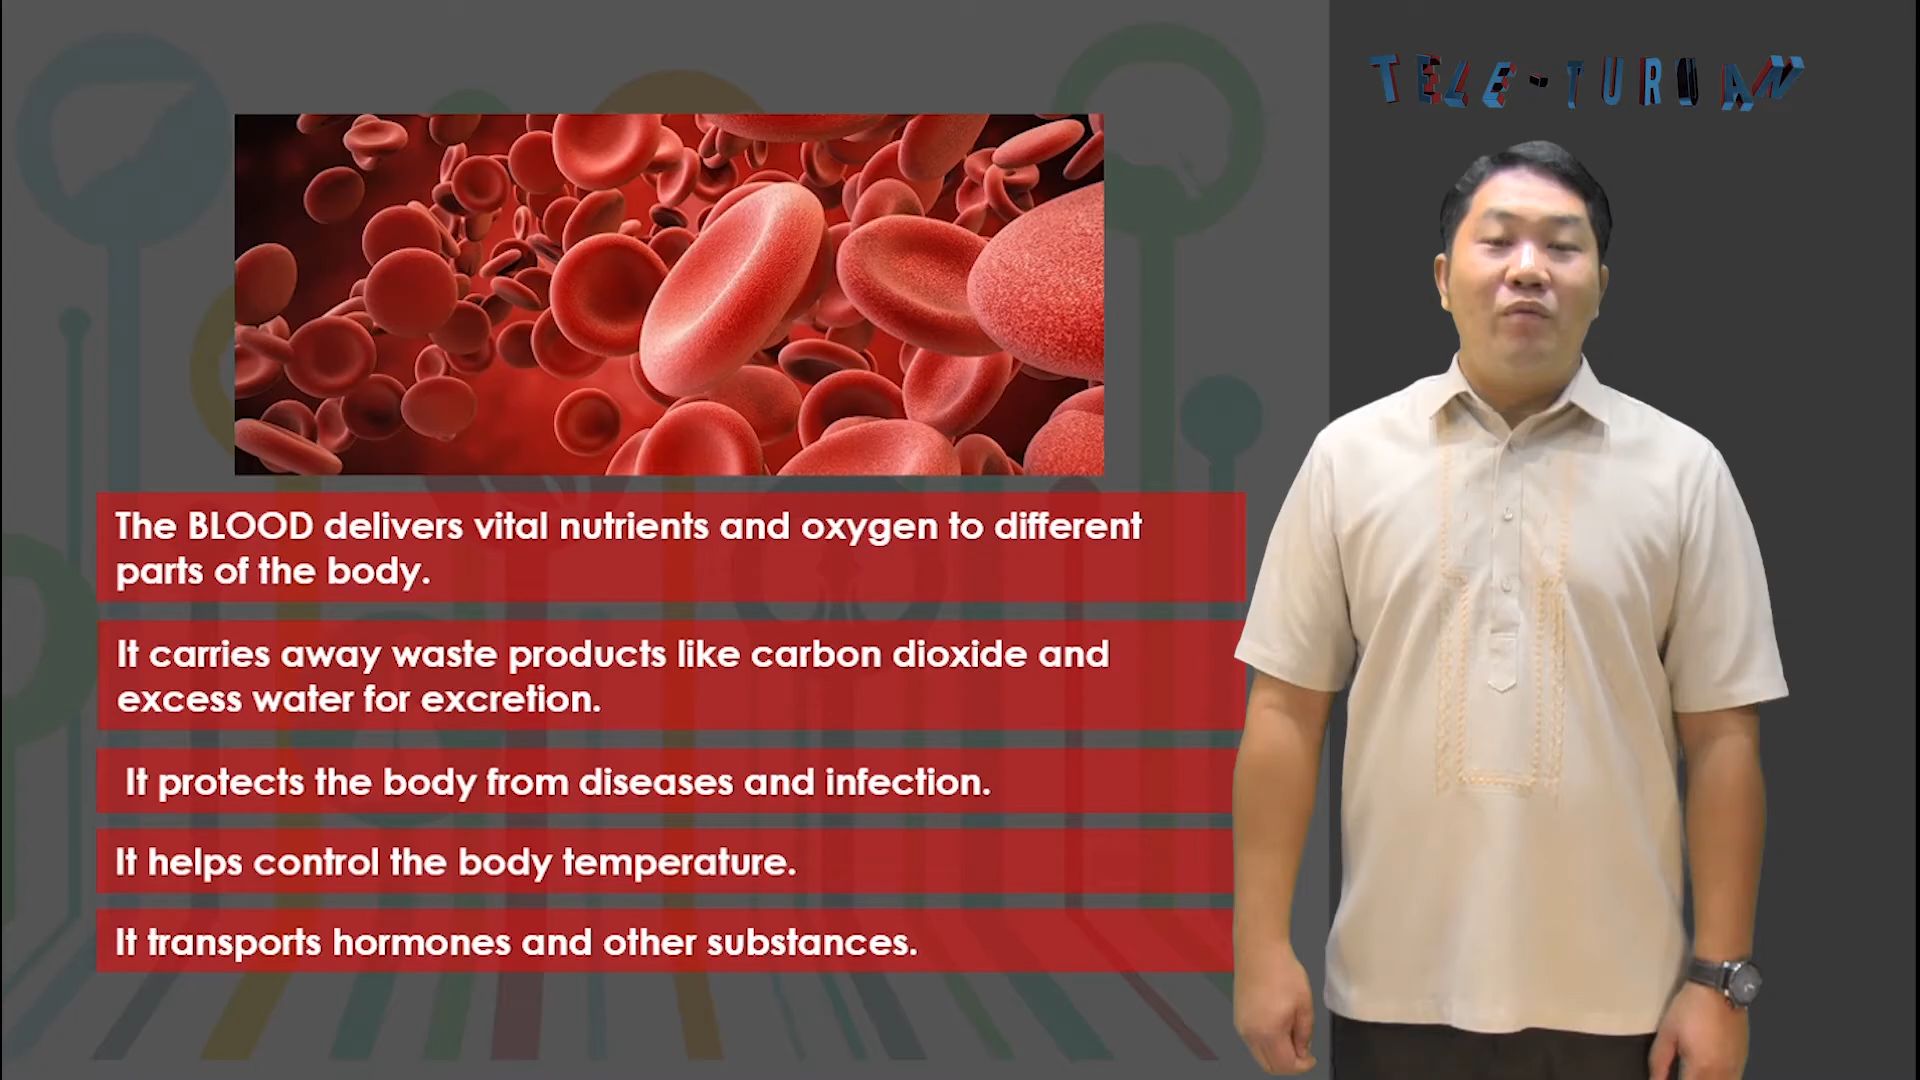 TELE-TURUAN
The BLOOD delivers vital nutrients and oxygen to different
parts of the body.
It carries away waste products like carbon dioxide and
excess water for excretion.
It protects the body from diseases and infection.
It helps control the body temperature.
It transports hormones and other substances.